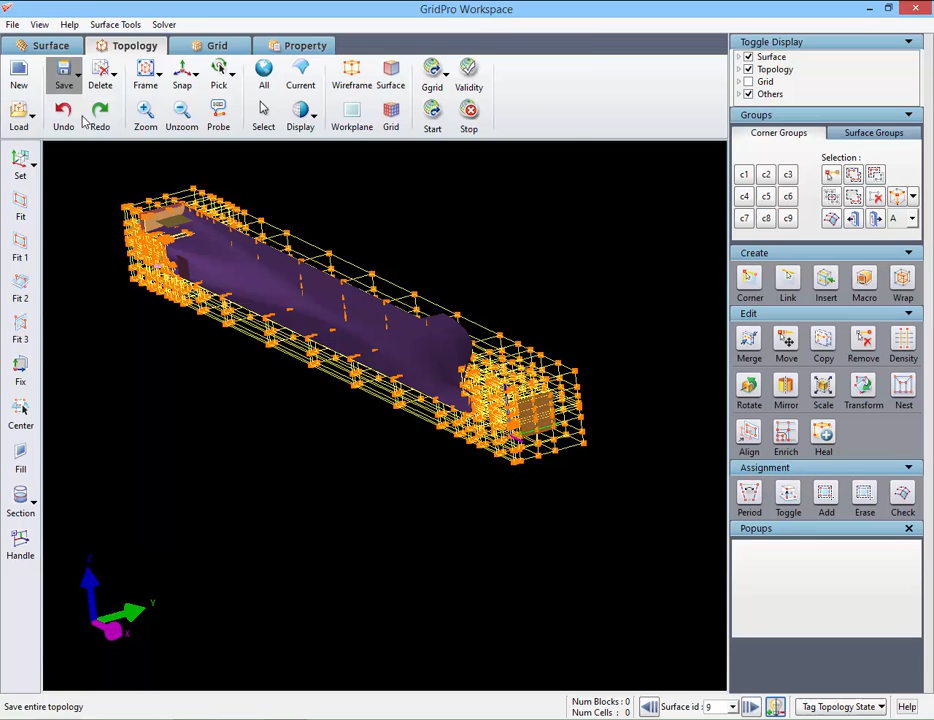 GridPro Workspace
File View Help Surface Tools Solver
Surface Topology Grid Property
New Save Delete Frame Snap Pick All Current Wireframe Surface Ggrid Validity
Load Undo Redo Zoom Unzoom Probe Select Display Workplane Grid Start Stop
Set
Fit
Fit 1
Fit 2
Fit 3
Fix
Center
Fill
Section
Handle
Z
Y
X
Toggle Display
Surface
Topology
Grid
Others
Groups
Corner Groups Surface Groups
Selection :
c1 c2 c3
c4 c5 c6
c7 c8 c9 A
Create
Corner Link Insert Macro Wrap
Edit
Merge Move Copy Remove Density
Rotate Mirror Scale Transform Nest
Align Enrich Heal
Assignment
Period Toggle Add Erase Check
Popups
Save entire topology
Num Blocks: 0
Num Cells : 0
Surface id : 9
Tag Topology State
Help